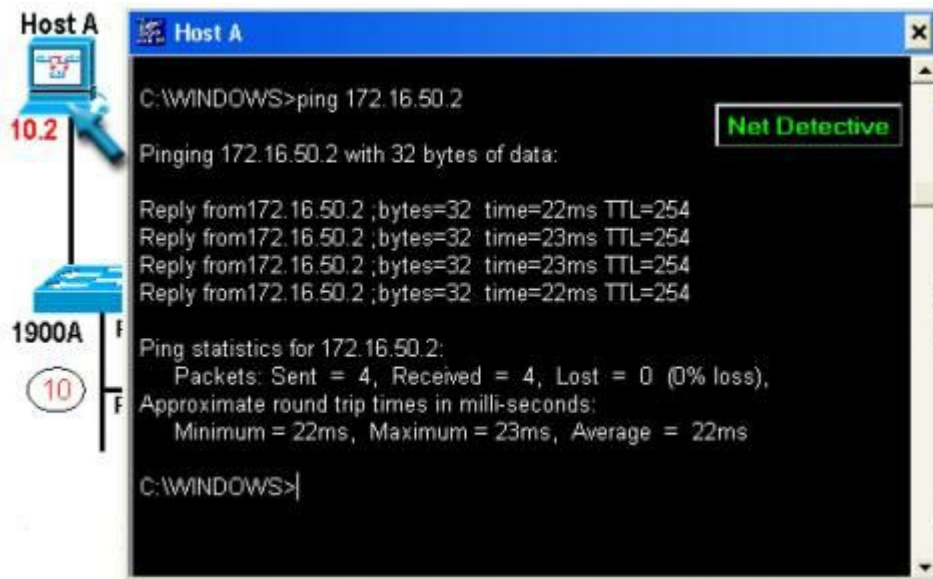 Host A
10.2
1900A
10
Host A
C:\WINDOWS>ping 172.16.50.2
Net Detective
Pinging 172.16.50.2 with 32 bytes of data:
Reply from172.16.50.2 ;bytes=32 time=22ms TTL=254
Reply from172.16.50.2 ;bytes=32 time=23ms TTL=254
Reply from172.16.50.2 ;bytes=32 time=23ms TTL=254
Reply from172.16.50.2 ;bytes=32 time=22ms TTL=254
Ping statistics for 172.16.50.2:
Packets: Sent = 4, Received = 4, Lost = 0 (0% loss),
Approximate round trip times in milli-seconds:
Minimum = 22ms, Maximum = 23ms, Average = 22ms
C:\WINDOWS>